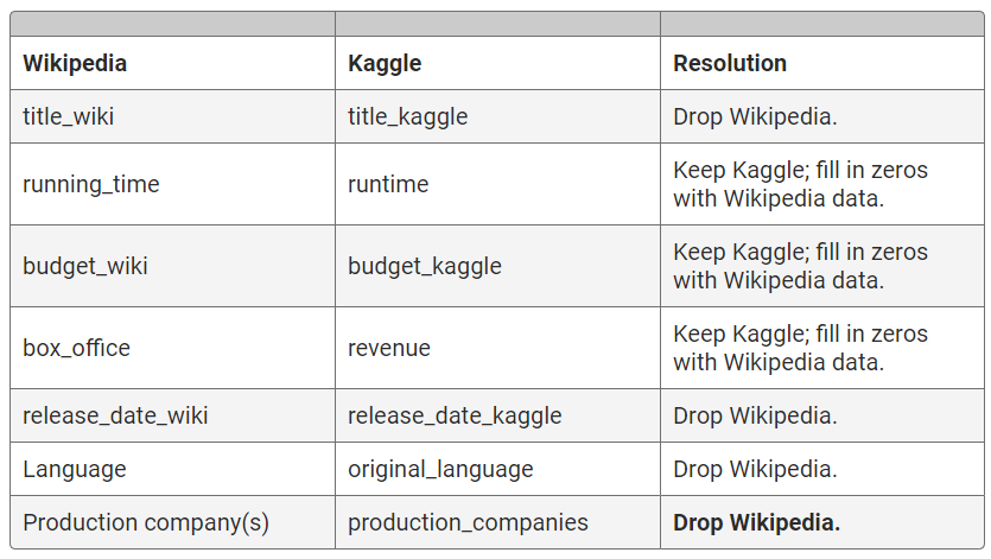 Wikipedia Kaggle Resolution
title_wiki title_kaggle Drop Wikipedia.
running_time runtime Keep Kaggle; fill in zeros
with Wikipedia data.
budget_wiki budget_kaggle Keep Kaggle; fill in zeros
with Wikipedia data.
box_office revenue Keep Kaggle; fill in zeros
with Wikipedia data.
release_date_wiki release_date_kaggle Drop Wikipedia.
Language original_language Drop Wikipedia.
Production company(s) production_companies Drop Wikipedia.